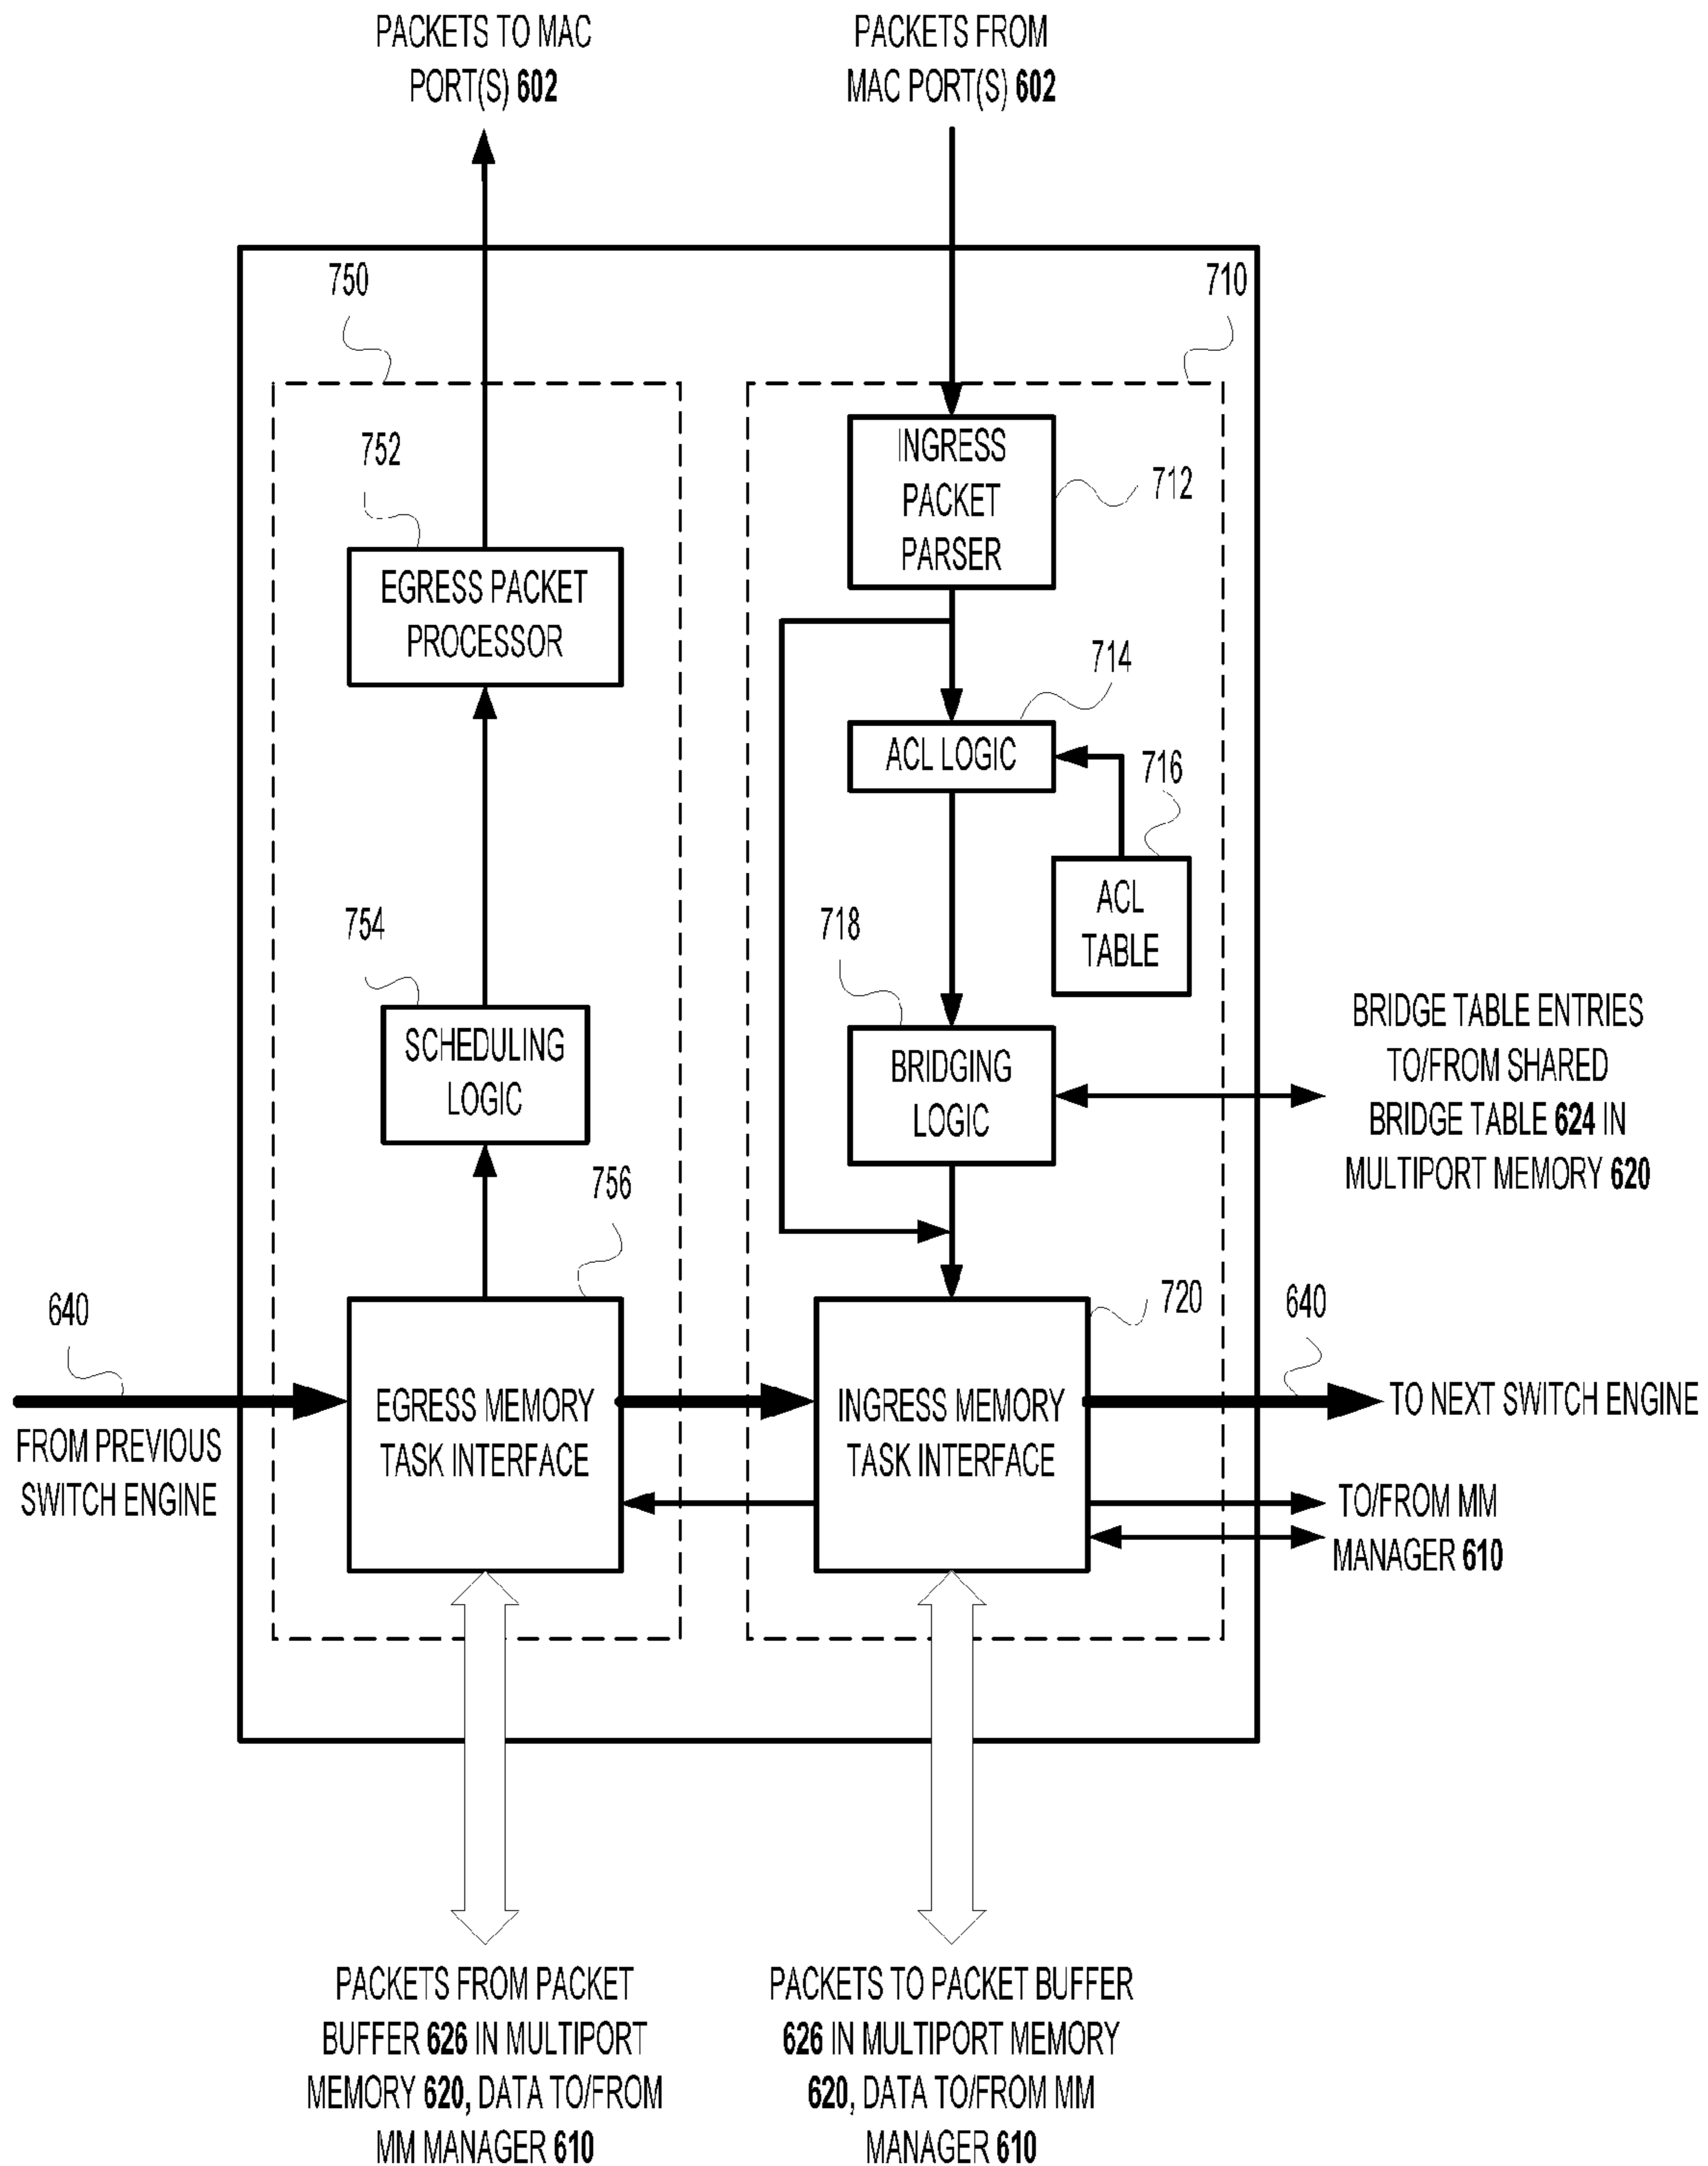 PACKETS TO MAC
PORT(S) 602
PACKETS FROM
MAC PORT(S) 602
750
710
752
INGRESS
PACKET
PARSER
712
EGRESS PACKET
PROCESSOR
714
ACL LOGIC
716
ACL
TABLE
754
718
SCHEDULING
LOGIC
BRIDGING
LOGIC
BRIDGE TABLE ENTRIES
TO/FROM SHARED
BRIDGE TABLE 624 IN
MULTIPORT MEMORY 620
756
640
720
640
EGRESS MEMORY
TASK INTERFACE
INGRESS MEMORY
TASK INTERFACE
TO NEXT SWITCH ENGINE
FROM PREVIOUS
SWITCH ENGINE
TO/FROM MM
MANAGER 610
PACKETS FROM PACKET
BUFFER 626 IN MULTIPORT
MEMORY 620, DATA TO/FROM
MM MANAGER 610
PACKETS TO PACKET BUFFER
626 IN MULTIPORT MEMORY
620, DATA TO/FROM MM
MANAGER 610